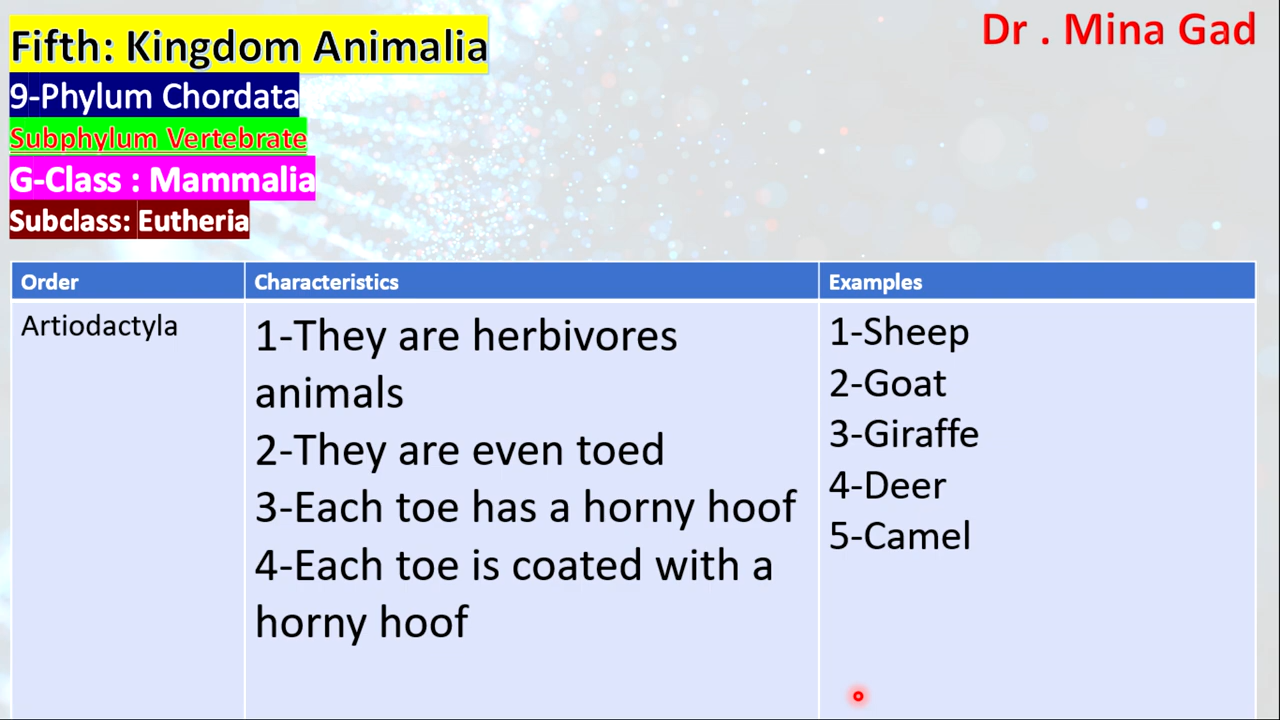 Fifth: Kingdom Animalia
Dr . Mina Gad
9-Phylum Chordata
Subphylum Vertebrate
G-Class : Mammalia
Subclass: Eutheria
Order
Characteristics
Examples
Artiodactyla
1-They are herbivores
animals
2-They are even toed
3-Each toe has a horny hoof
4-Each toe is coated with a
horny hoof
1-Sheep
2-Goat
3-Giraffe
4-Deer
5-Camel